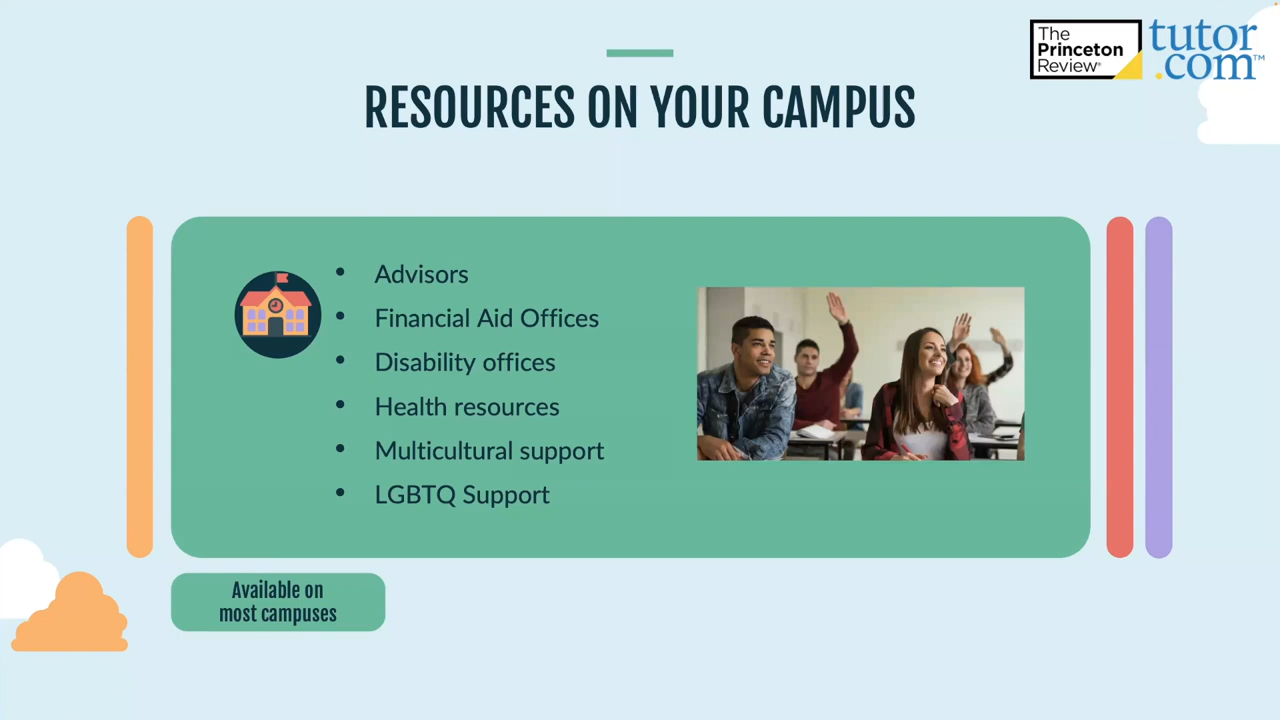 The
Princeton
Review®
tutor
.com™
RESOURCES ON YOUR CAMPUS
• Advisors
• Financial Aid Offices
• Disability offices
• Health resources
• Multicultural support
• LGBTQ Support
Available on
most campuses